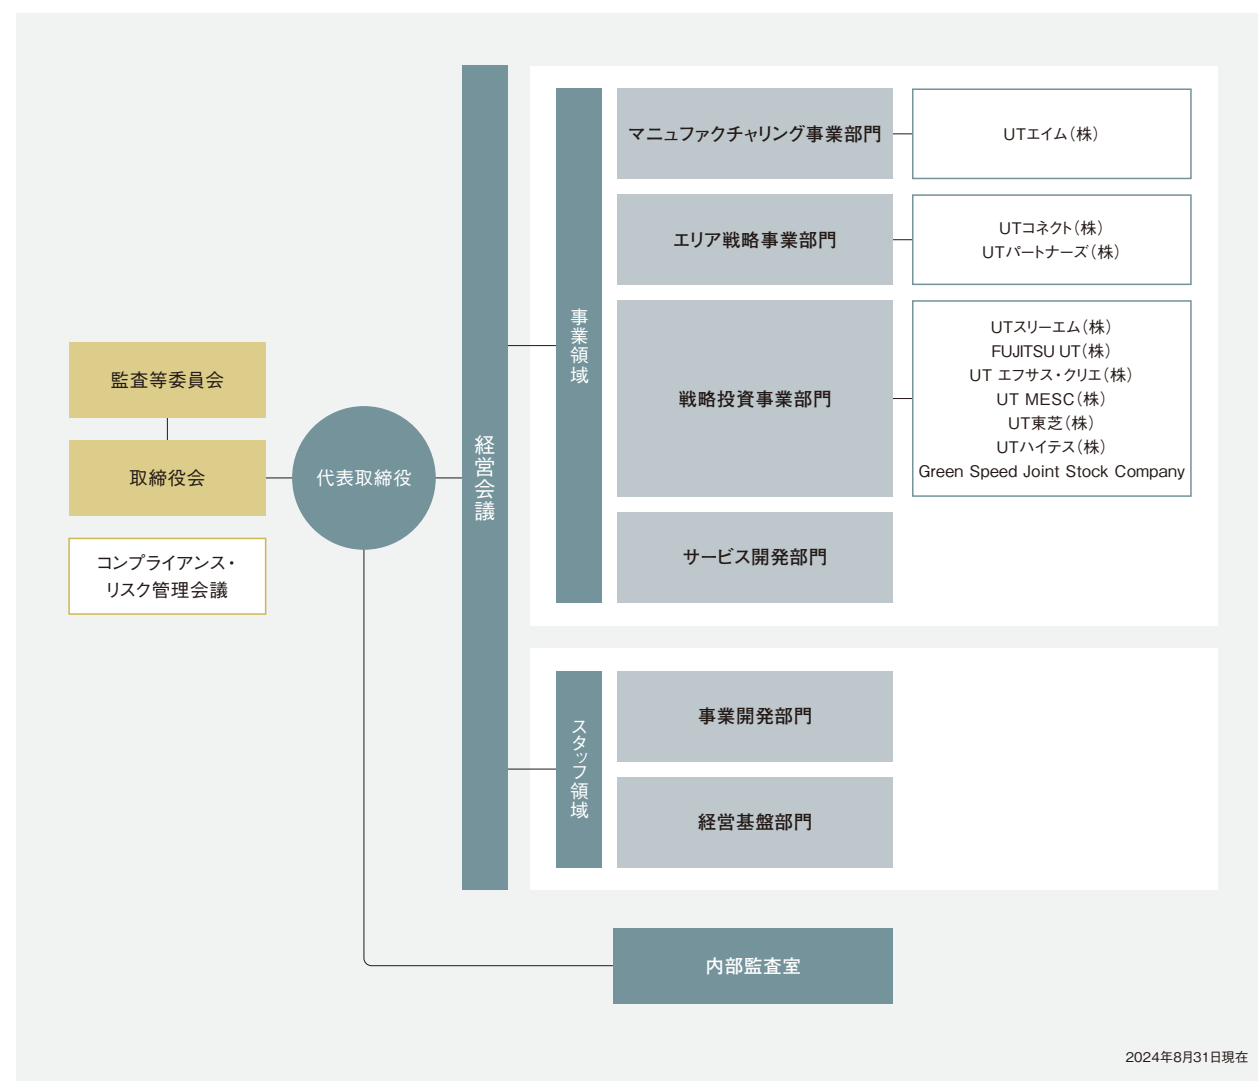 監査等委員会
取締役会
コンプライアンス・
リスク管理会議
代表取締役
経営会議
事業領域
マニュファクチャリング事業部門
UTエイム（株）
エリア戦略事業部門
UTコネクト（株）
UTパートナーズ（株）
戦略投資事業部門
UTスリーエム（株）
FUJITSU UT（株）
UT エフサス・クリエ（株）
UT MESC（株）
UT東芝（株）
UTハイテス（株）
Green Speed Joint Stock Company
サービス開発部門
スタッフ領域
事業開発部門
経営基盤部門
内部監査室
2024年8月31日現在